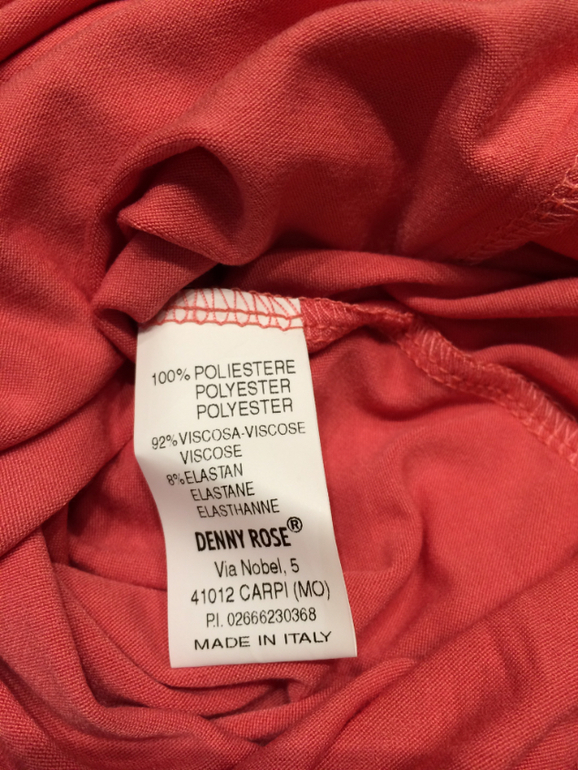 100% POLIESTERE
POLYESTER
POLYESTER
92% VISCOSA-VISCOSE
VISCOSE
8% ELASTAN
ELASTANE
ELASTHANNE
DENNY ROSE®
Via Nobel, 5
41012 CARPI (MO)
P.I. 02666230368
MADE IN ITALY